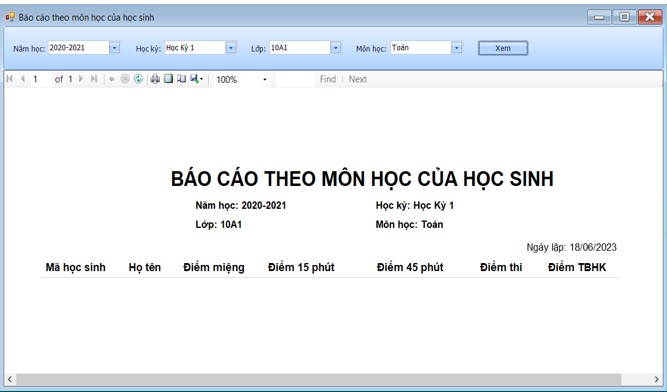 Báo cáo theo môn học của học sinh
Năm học: 2020-2021 Học kỳ: Học Kỳ 1 Lớp: 10A1 Môn học: Toán Xem
1 of 1 100% Find Next
BÁO CÁO THEO MÔN HỌC CỦA HỌC SINH
Năm học: 2020-2021 Học kỳ: Học Kỳ 1
Lớp: 10A1 Môn học: Toán
Ngày lập: 18/06/2023
Mã học sinh Họ tên Điểm miệng Điểm 15 phút Điểm 45 phút Điểm thi Điểm TBHK